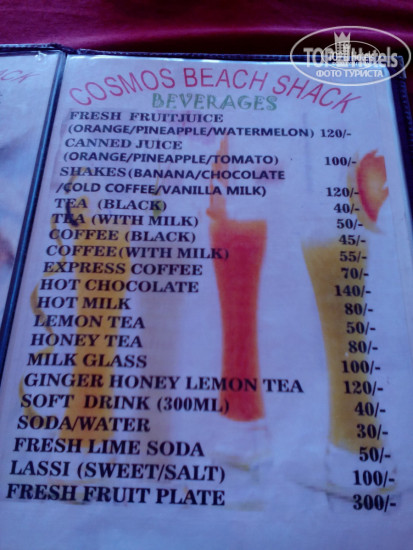 TOP Hotels
ФОТО ТУРИСТА
COSMOS BEACH SHACK
BEVERAGES
FRESH FRUITJUICE
(ORANGE/PINEAPPLE/WATERMELON) 120/-
CANNED JUICE
(ORANGE/PINEAPPLE/TOMATO) 100/-
SHAKES(BANANA/CHOCOLATE
/COLD COFFEE/VANILLA MILK) 120/-
TEA (BLACK) 40/-
TEA (WITH MILK) 50/-
COFFEE (BLACK) 45/-
COFFEE(WITH MILK) 55/-
EXPRESS COFFEE 70/-
HOT CHOCOLATE 140/-
HOT MILK 80/-
LEMON TEA 50/-
HONEY TEA 80/-
MILK GLASS 100/-
GINGER HONEY LEMON TEA 120/-
SOFT DRINK (300ML) 40/-
SODA/WATER 30/-
FRESH LIME SODA 50/-
LASSI (SWEET/SALT) 100/-
FRESH FRUIT PLATE 300/-